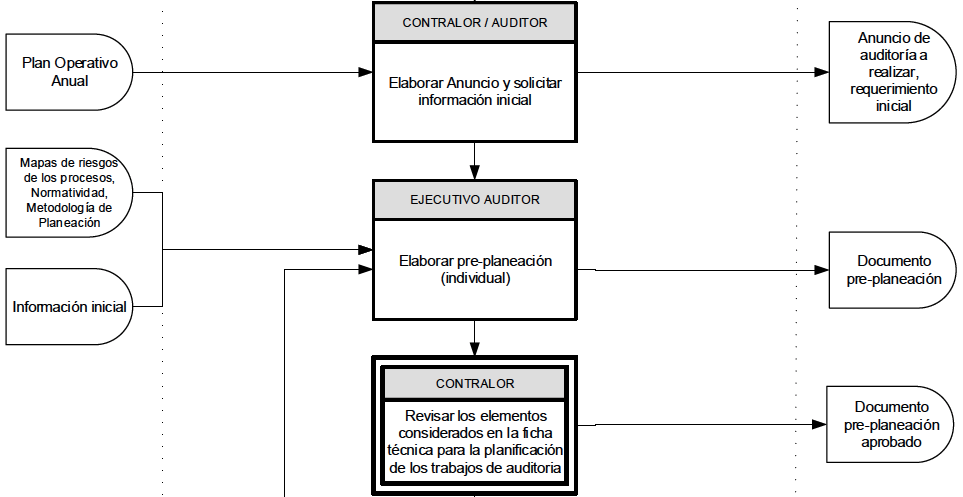 CONTRALOR / AUDITOR
Plan Operativo
Anual
Elaborar Anuncio y solicitar
información inicial
Anuncio de
auditoría a
realizar,
requerimiento
inicial
Mapas de riesgos
de los procesos,
Normatividad,
Metodología de
Planeación
EJECUTIVO AUDITOR
Elaborar pre-planeación
(individual)
Documento
pre-planeación
Información inicial
CONTRALOR
Revisar los elementos
considerados en la ficha
técnica para la planificación
de los trabajos de auditoria
Documento
pre-planeación
aprobado